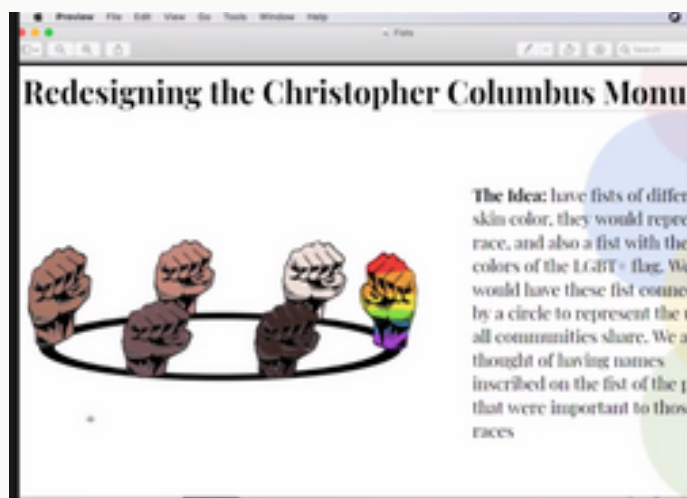 Preview File Edit View Go Tools Window Help
Fists
Search
Redesigning the Christopher Columbus Monu
The Idea: have fists of differ
skin color, they would repre
race, and also a fist with the
colors of the LGBT+ flag. We
would have these fist conne
by a circle to represent the
all communities share. We a
thought of having names
inscribed on the fist of the p
that were important to thos
races